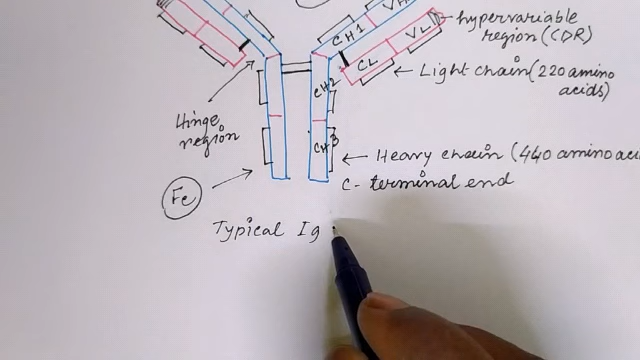 VH
CH1
VL
hypervariable
region (CDR)
CL
Light chain (220 amino
acids)
CH2
Hinge
region
CH3
Heavy chain (440 amino
C- terminal end
Fc
Typical Ig